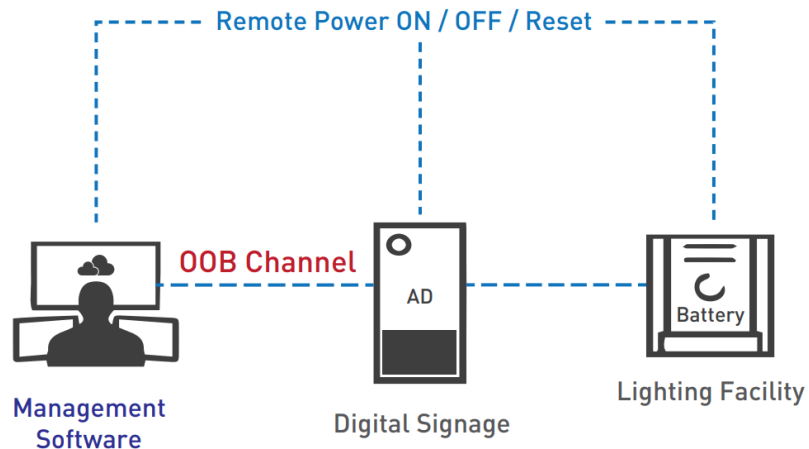 Remote Power ON / OFF / Reset
OOB Channel
AD
Battery
Management
Software
Digital Signage
Lighting Facility